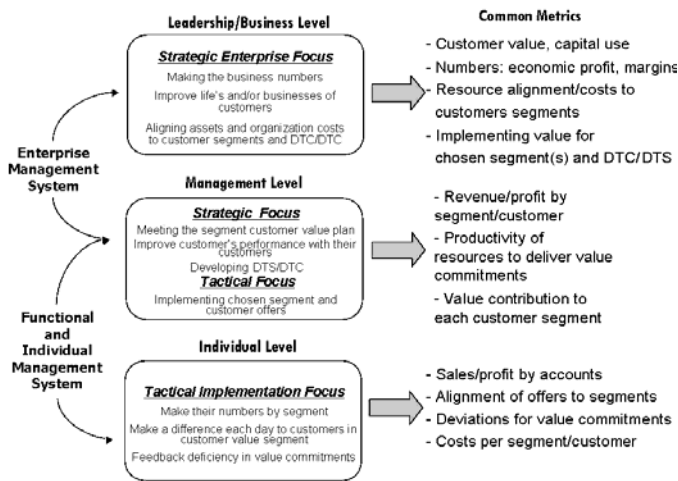 Leadership/Business Level
Strategic Enterprise Focus
Making the business numbers
Improve life's and/or businesses of
customers
Aligning assets and organization costs
to customer segments and DTC/DTC
Common Metrics
- Customer value, capital use
- Numbers: economic profit, margins
- Resource alignment/costs to
customers segments
- Implementing value for
chosen segment(s) and DTC/DTS
Enterprise
Management
System
Management Level
Strategic Focus
Meeting the segment customer value plan
Improve customer's performance with their
customers
Developing DTS/DTC
Tactical Focus
Implementing chosen segment and
customer offers
- Revenue/profit by
segment/customer
- Productivity of
resources to deliver value
commitments
- Value contribution to
each customer segment
Functional
and
Individual
Management
System
Individual Level
Tactical Implementation Focus
Make their numbers by segment
Make a difference each day to customers in
customer value segment
Feedback deficiency in value commitments
- Sales/profit by accounts
- Alignment of offers to segments
- Deviations for value commitments
- Costs per segment/customer